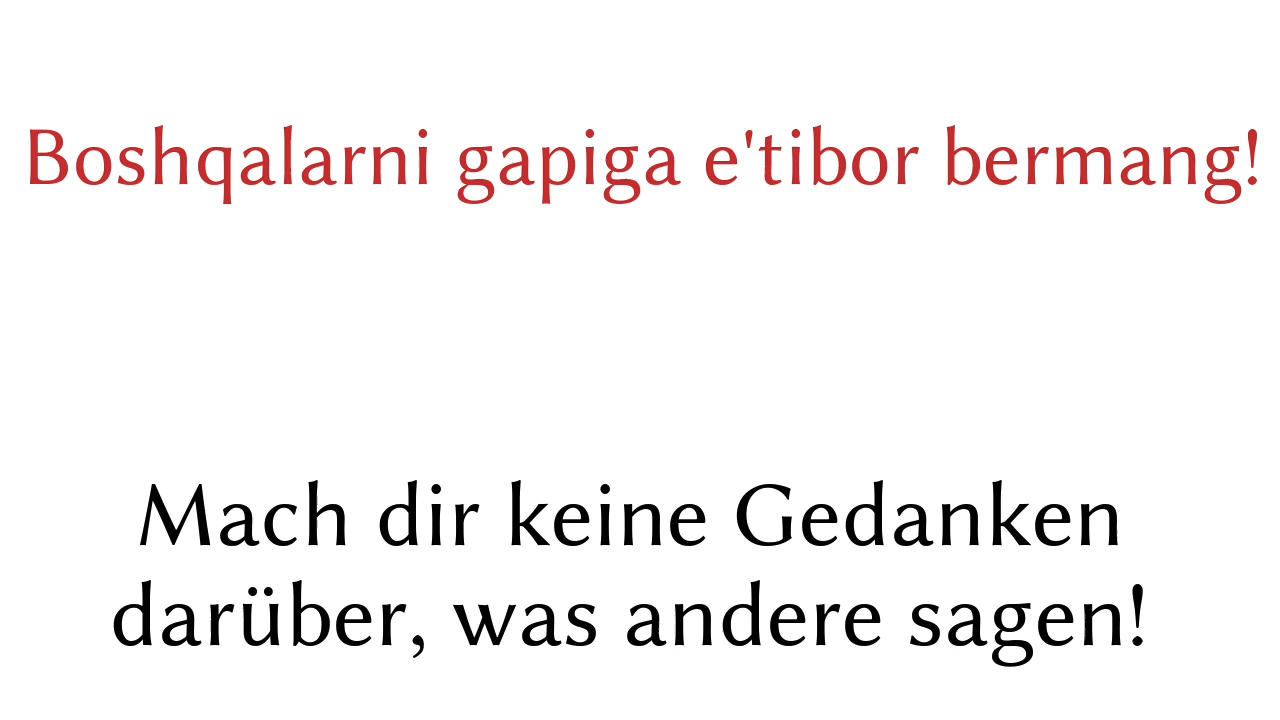 Boshqalarni gapiga e'tibor bermang!
Mach dir keine Gedanken
darüber, was andere sagen!